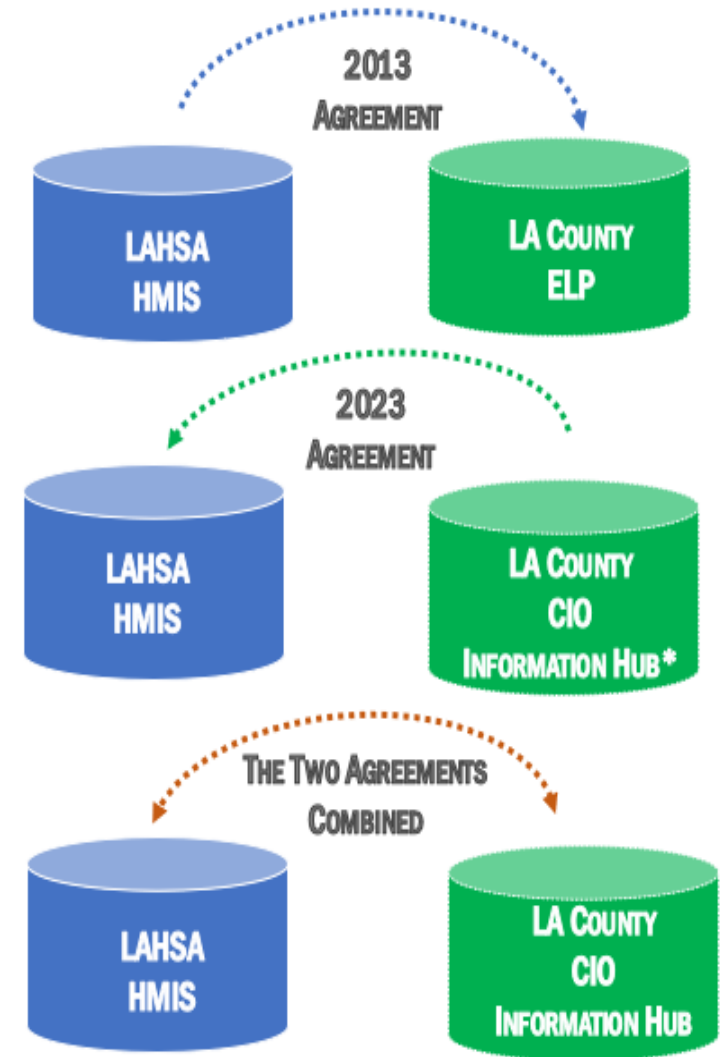 2013
AGREEMENT
LAHSA
HMIS
LA COUNTY
ELP
2023
AGREEMENT
LAHSA
HMIS
LA COUNTY
CIO
INFORMATION HUB*
THE TWO AGREEMENTS
COMBINED
LAHSA
HMIS
LA COUNTY
CIO
INFORMATION HUB